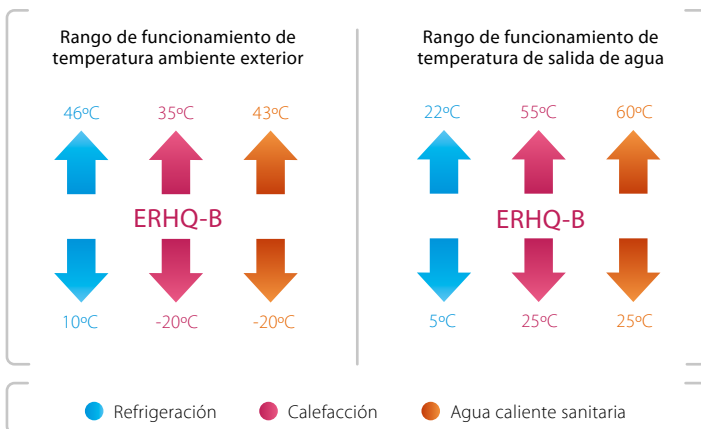 Rango de funcionamiento de
temperatura ambiente exterior
46ºC 35ºC 43ºC
ERHQ-B
10ºC -20ºC -20ºC
Rango de funcionamiento de
temperatura de salida de agua
22ºC 55ºC 60ºC
ERHQ-B
5ºC 25ºC 25ºC
Refrigeración Calefacción Agua caliente sanitaria